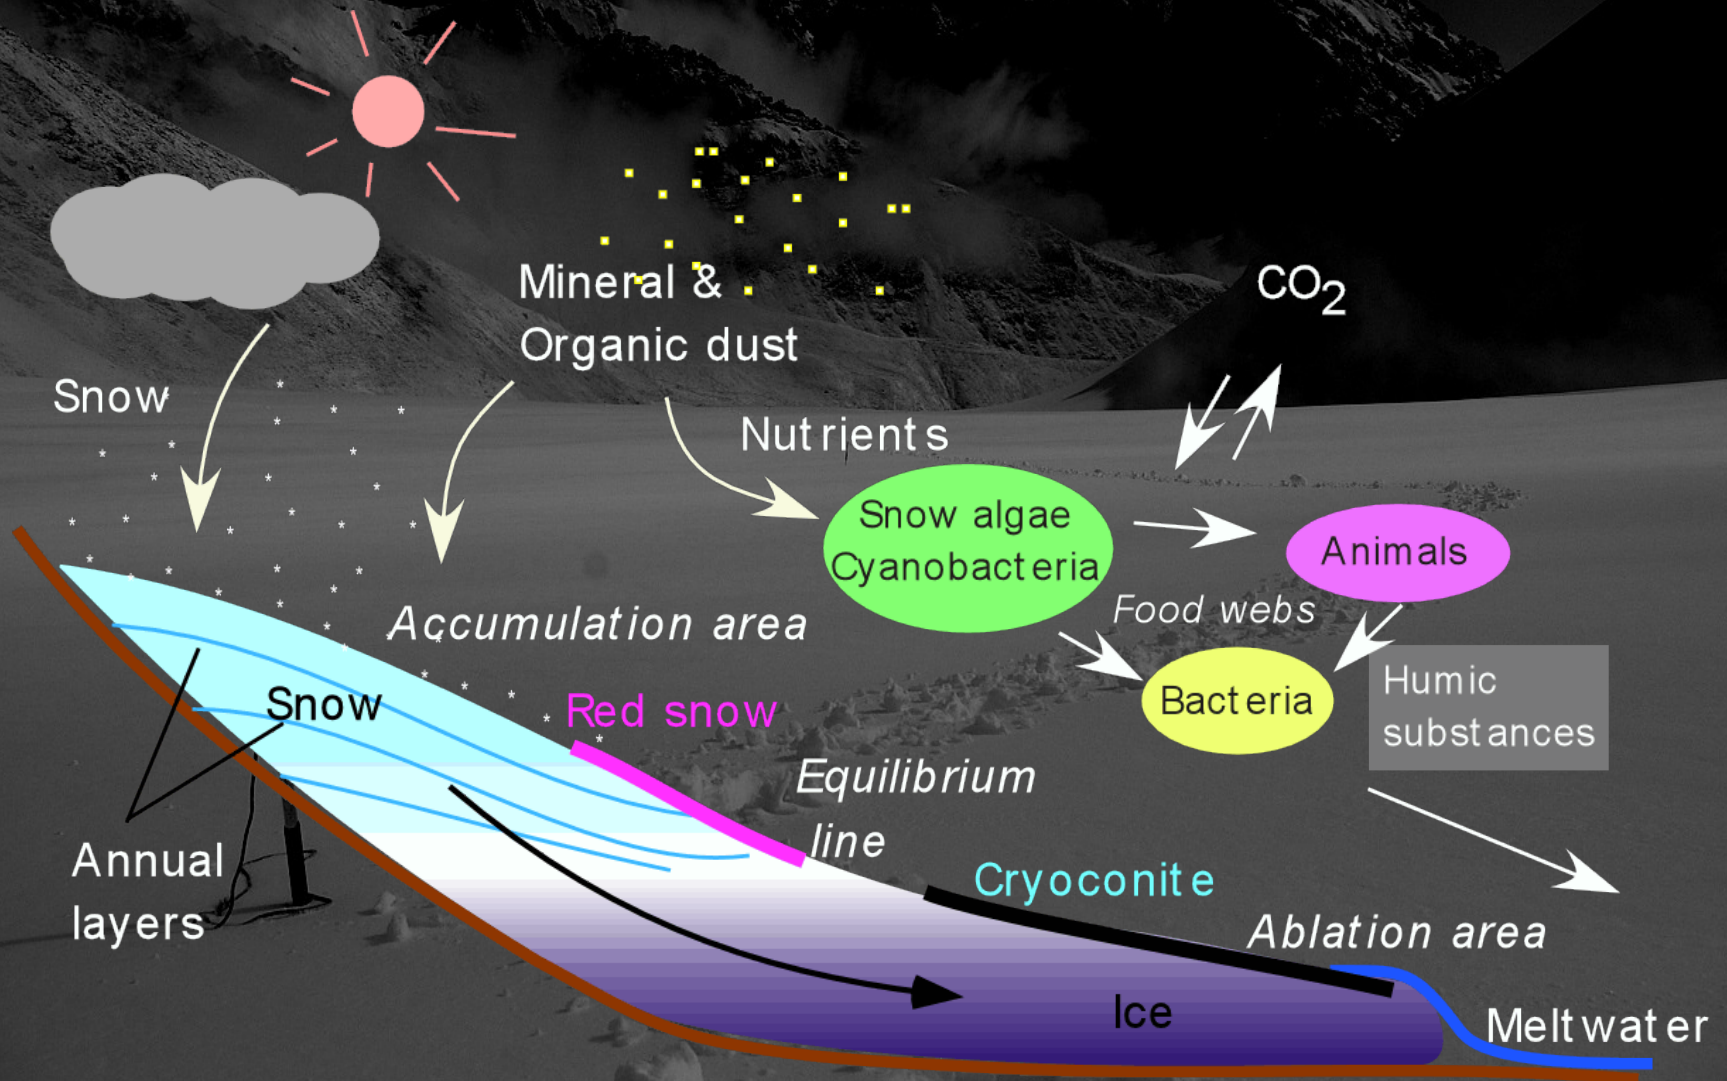 Mineral &
Organic dust
CO2
Snow
Nutrients
Snow algae
Cyanobacteria
Animals
Food webs
Accumulation area
Humic
substances
Bacteria
Snow
Red snow
Equilibrium
line
Annual
layers
Cryoconite
Ablation area
Ice
Meltwater